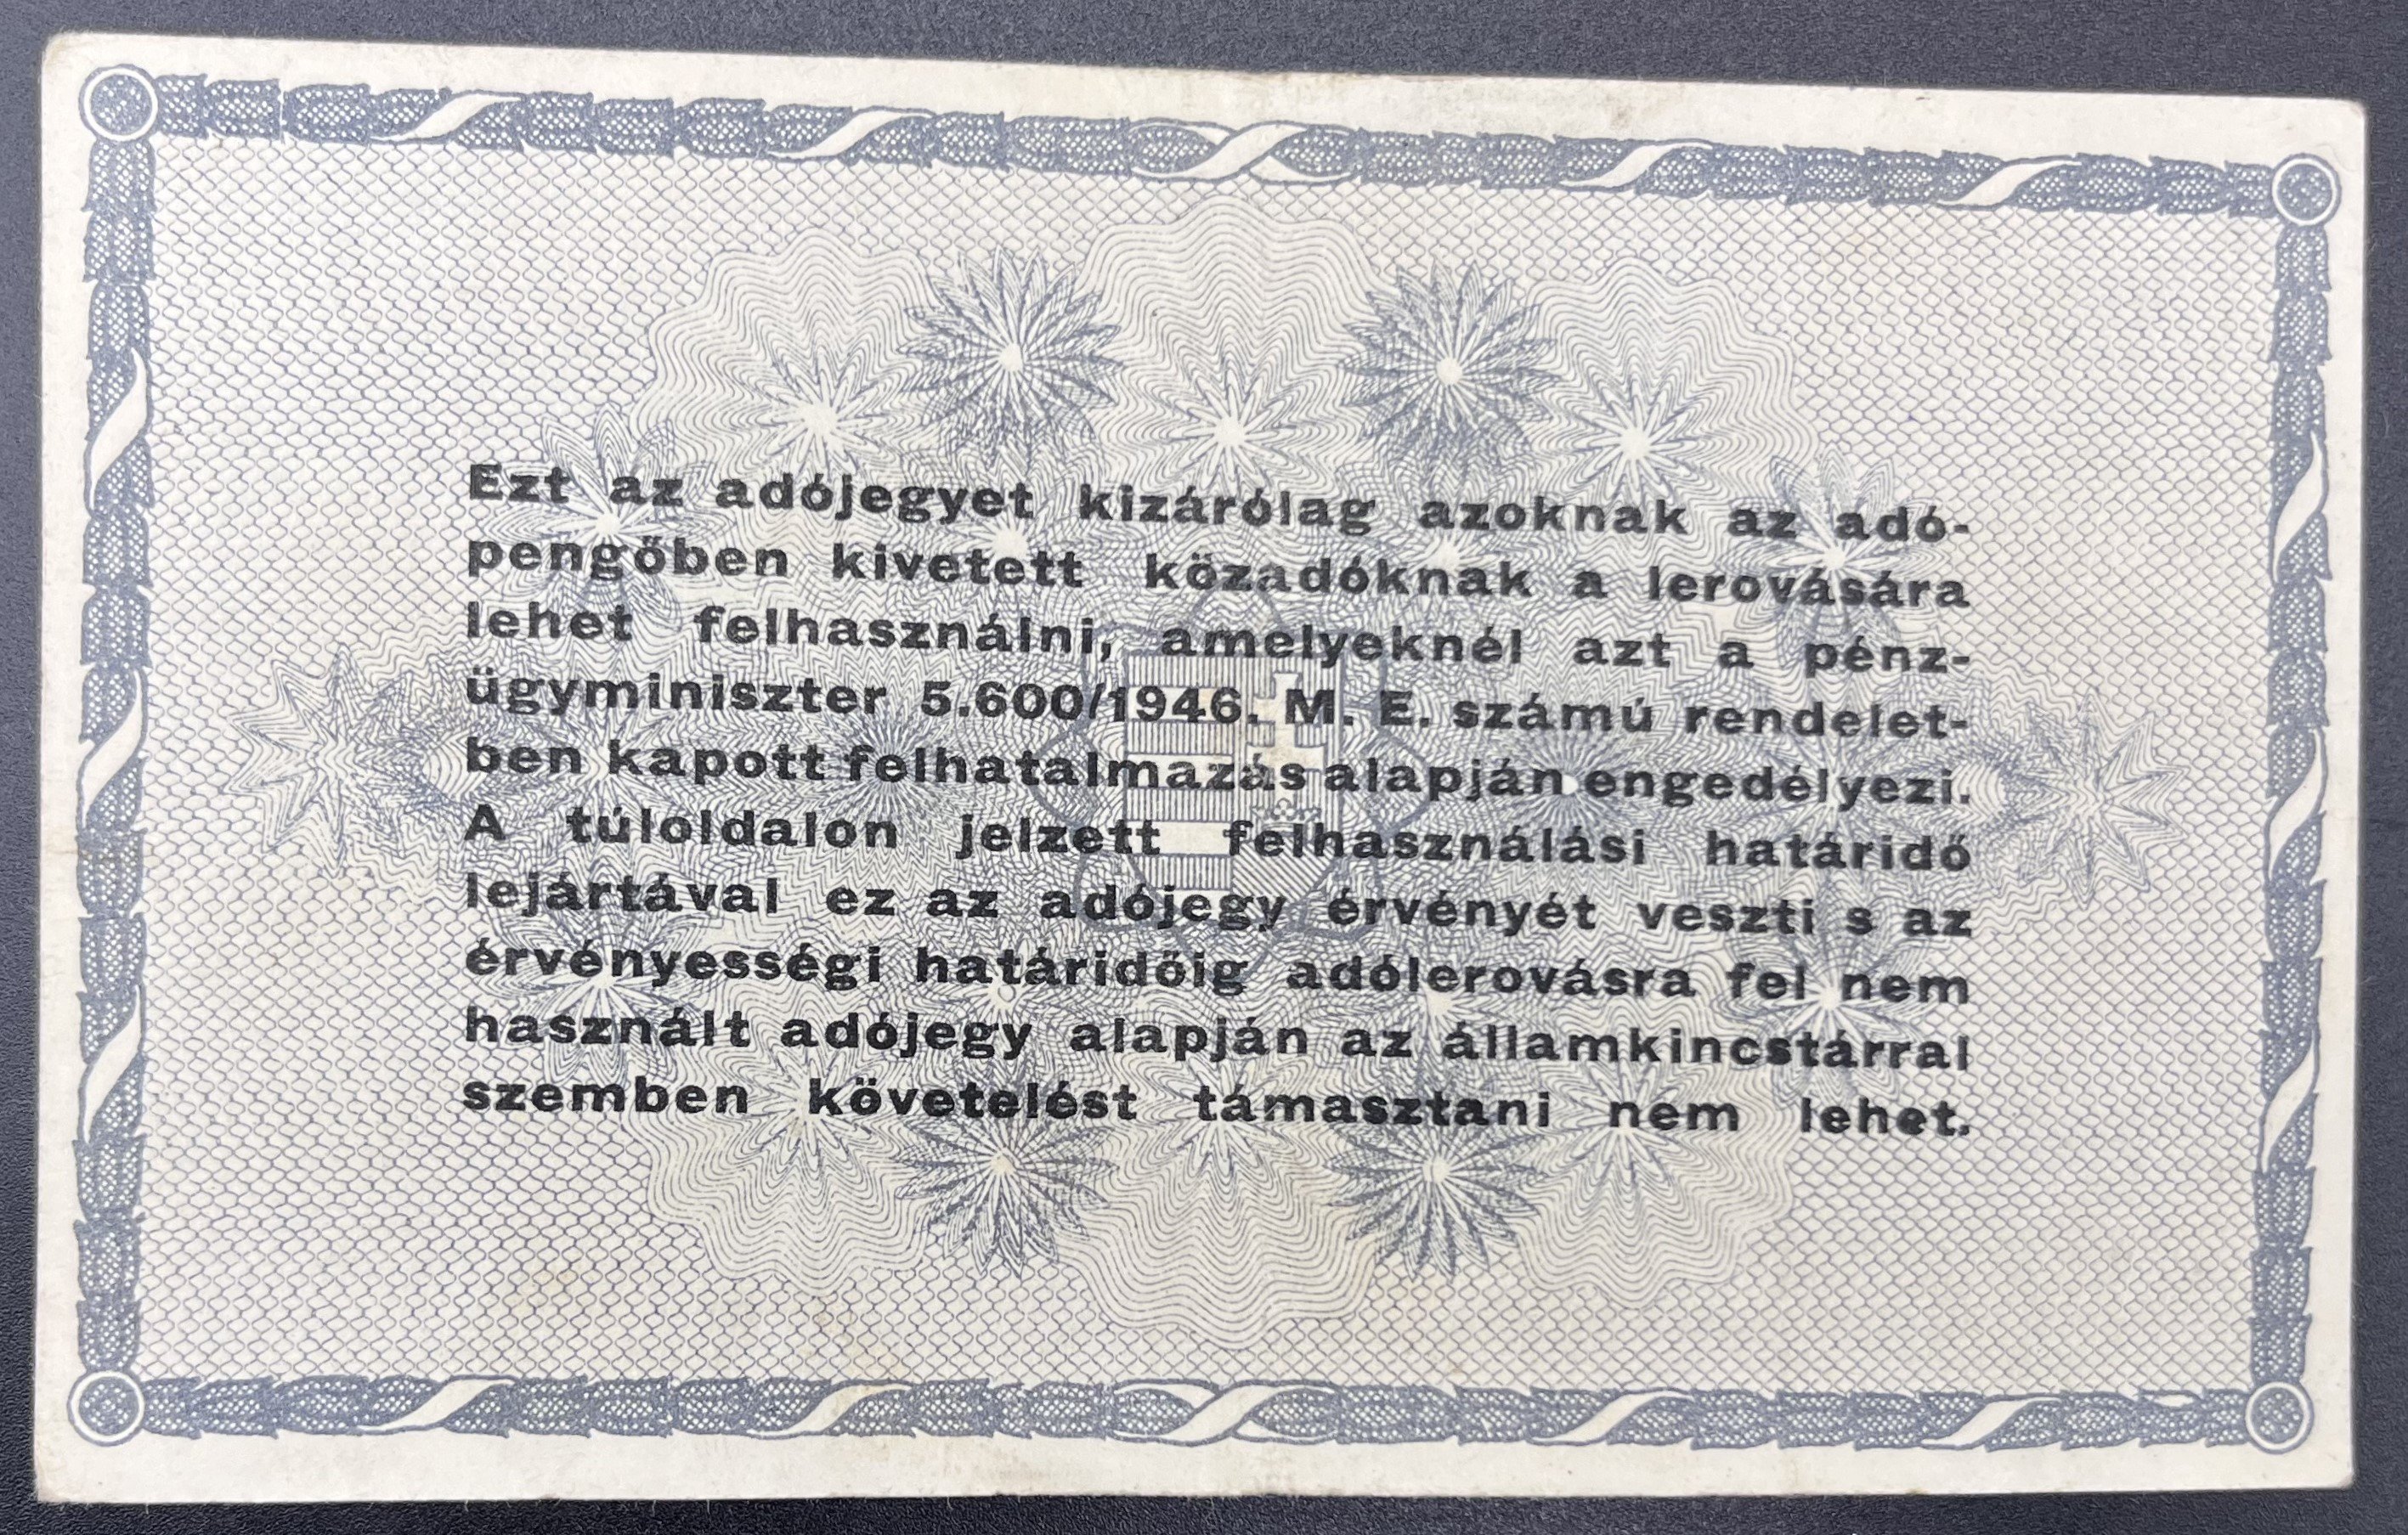 Ezt az adójegyet kizárólag azoknak az adó-
pengőben kivetett közadóknak a lerovására
lehet felhasználni, amelyeknél azt a pénz-
ügyminiszter 5.600/1946. M. E. számú rendelet-
ben kapott felhatalmazás alapján engedélyezi.
A túloldalon jelzett felhasználási határidő
lejártával ez az adójegy érvényét veszti s az
érvényességi határidőig adólerovásra fel nem
használt adójegy alapján az államkincstárral
szemben követelést támasztani nem lehet.